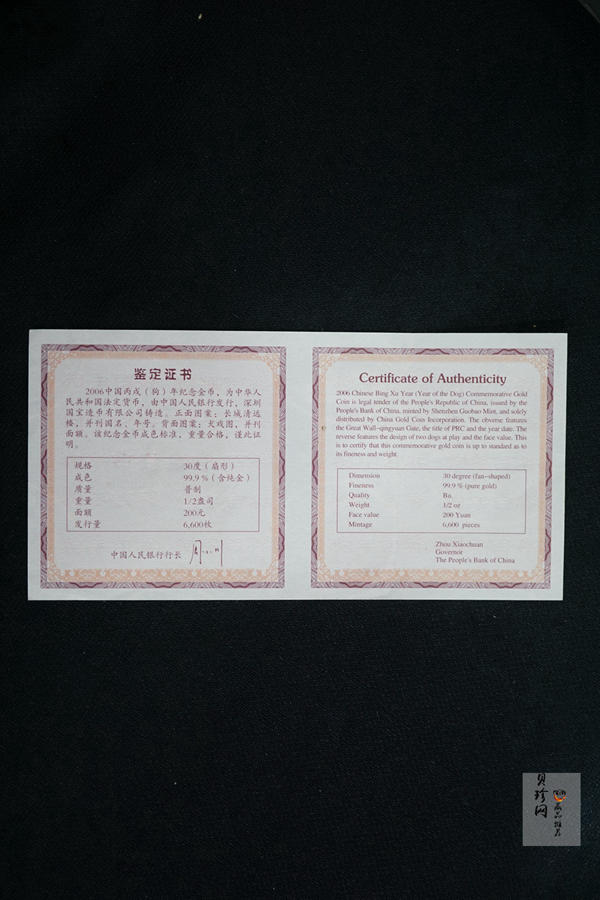 鉴定证书
2006中国丙戌（狗）年纪念金币，为中华人
民共和国法定货币，由中国人民银行发行，深圳
国宝造币有限公司铸造。正面图案：长城清远
楼，并刊国名、年号。背面图案：犬戏图，并刊
面额。该纪念金币成色标准，重量合格，谨此证
明。
规格 30度（扇形）
成色 99.9%（含纯金）
质量 普制
重量 1/2盎司
面额 200元
发行量 6,600枚
中国人民银行行长
Certificate of Authenticity
2006 Chinese Bing Xu Year (Year of the Dog) Commemorative Gold
Coin is legal tender of the People's Republic of China, issued by the
People's Bank of China, minted by Shenzhen Guobao Mint, and solely
distributed by China Gold Coin Incorporation. The obverse features
the Great Wall-qingyuan Gate, the title of PRC and the year date. The
reverse features the design of two dogs at play and the face value. This
is to certify that this commemorative gold coin is up to standard as to
its fineness and weight.
Dimension 30 degree (fan-shaped)
Fineness 99.9 % (pure gold)
Quality Bu.
Weight 1/2 oz
Face value 200 Yuan
Mintage 6,600 pieces
Zhou Xiaochuan
Governor
The People's Bank of China
贝珍网
藏品推荐